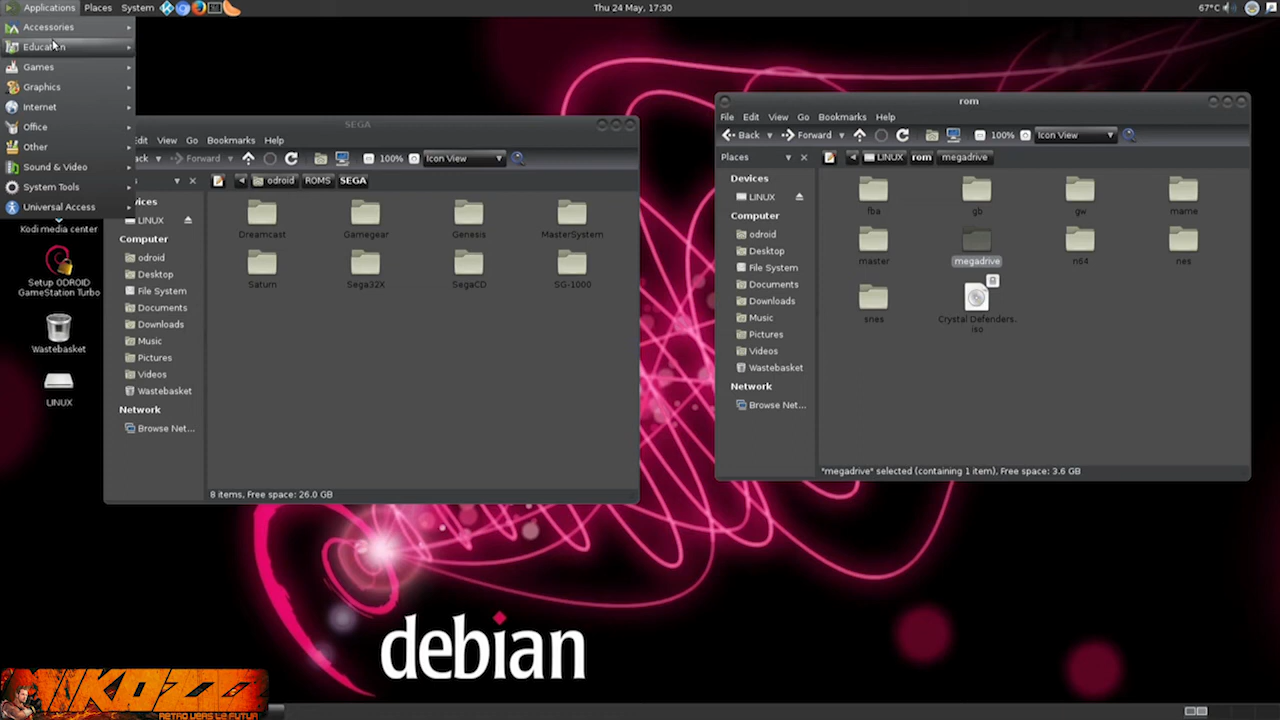 Applications Places System
Thu 24 May, 17:30
67°C
Accessories
Education
Games
Graphics
Internet
Office
Other
Sound & Video
System Tools
Universal Access
Kodi media center
Setup ODROID
GameStation Turbo
Wastebasket
LINUX
SEGA
View Go Bookmarks Help
Forward
100%
Icon View
odroid ROMS SEGA
LINUX
Computer
odroid
Desktop
File System
Documents
Downloads
Music
Pictures
Videos
Wastebasket
Network
Browse Net...
Dreamcast Gamegear Genesis MasterSystem
Saturn Sega32X SegaCD SG-1000
8 items, Free space: 26.0 GB
rom
File Edit View Go Bookmarks Help
Back Forward 100% Icon View
Places LINUX rom megadrive
Devices
LINUX
Computer
odroid
Desktop
File System
Documents
Downloads
Music
Pictures
Videos
Wastebasket
Network
Browse Net...
fba gb gw mame
master megadrive n64 nes
snes Crystal Defenders.
iso
"megadrive" selected (containing 1 item), Free space: 3.6 GB
debian
RETRO VERS LE FUTUR